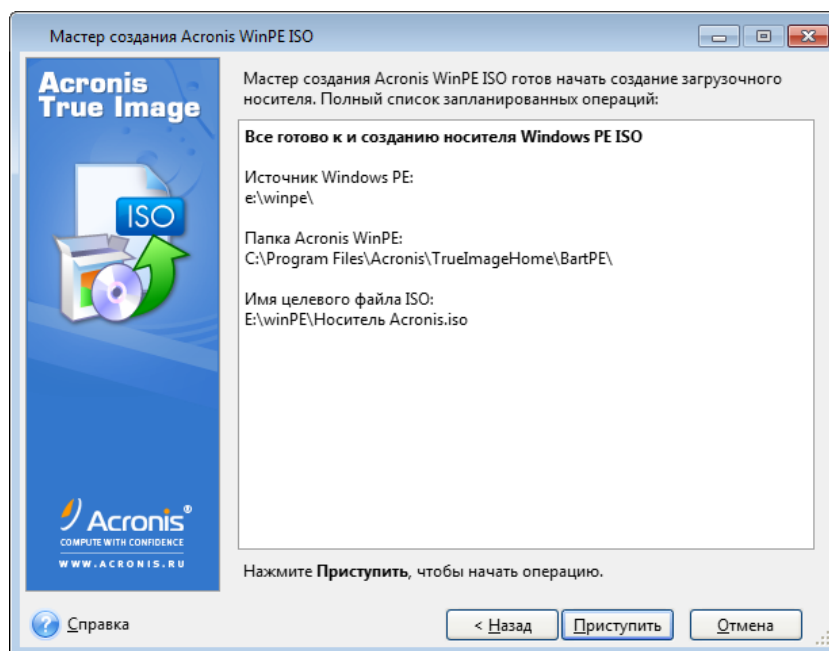 Мастер создания Acronis WinPE ISO
Acronis
True Image
ISO
Acronis®
COMPUTE WITH CONFIDENCE
WWW.ACRONIS.RU
Мастер создания Acronis WinPE ISO готов начать создание загрузочного
носителя. Полный список запланированных операций:
Все готово к и созданию носителя Windows PE ISO
Источник Windows PE:
e:\winpe\
Папка Acronis WinPE:
C:\Program Files\Acronis\TrueImageHome\BartPE\
Имя целевого файла ISO:
E:\winPE\Носитель Acronis.iso
Нажмите Приступить, чтобы начать операцию.
? Справка
< Назад
Приступить
Отмена